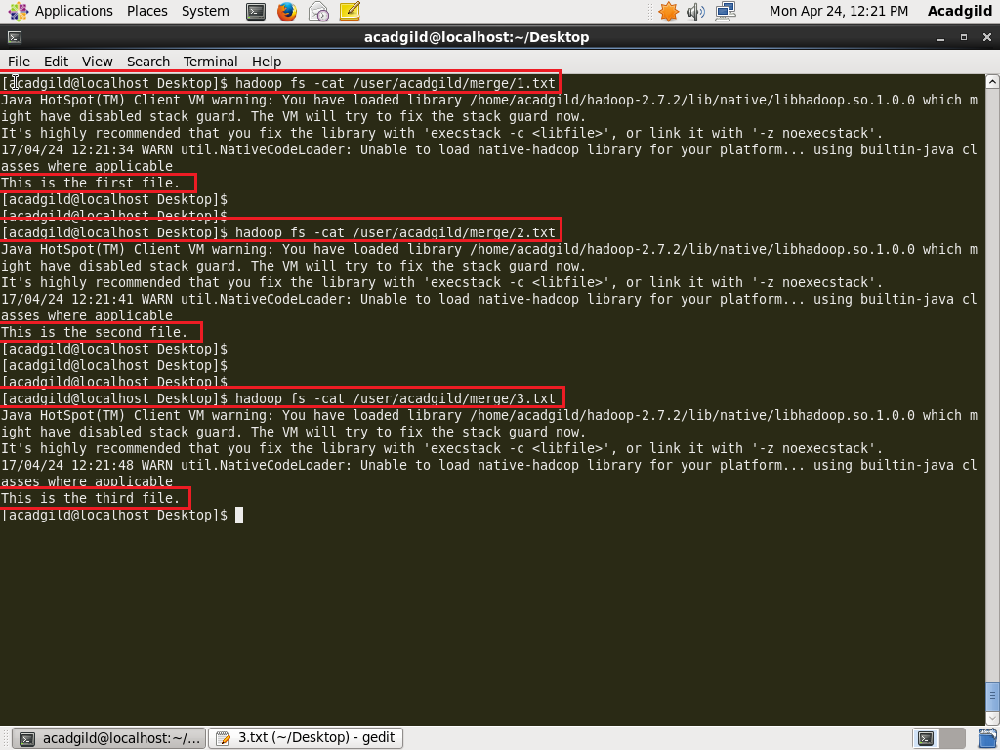 Applications Places System Mon Apr 24, 12:21 PM Acadgild
acadgild@localhost:~/Desktop
File Edit View Search Terminal Help
[acadgild@localhost Desktop]$ hadoop fs -cat /user/acadgild/merge/1.txt
Java HotSpot(TM) Client VM warning: You have loaded library /home/acadgild/hadoop-2.7.2/lib/native/libhadoop.so.1.0.0 which m
ight have disabled stack guard. The VM will try to fix the stack guard now.
It's highly recommended that you fix the library with 'execstack -c <libfile>', or link it with '-z noexecstack'.
17/04/24 12:21:34 WARN util.NativeCodeLoader: Unable to load native-hadoop library for your platform... using builtin-java cl
asses where applicable
This is the first file.
[acadgild@localhost Desktop]$
[acadgild@localhost Desktop]$
[acadgild@localhost Desktop]$ hadoop fs -cat /user/acadgild/merge/2.txt
Java HotSpot(TM) Client VM warning: You have loaded library /home/acadgild/hadoop-2.7.2/lib/native/libhadoop.so.1.0.0 which m
ight have disabled stack guard. The VM will try to fix the stack guard now.
It's highly recommended that you fix the library with 'execstack -c <libfile>', or link it with '-z noexecstack'.
17/04/24 12:21:41 WARN util.NativeCodeLoader: Unable to load native-hadoop library for your platform... using builtin-java cl
asses where applicable
This is the second file.
[acadgild@localhost Desktop]$
[acadgild@localhost Desktop]$
[acadgild@localhost Desktop]$
[acadgild@localhost Desktop]$ hadoop fs -cat /user/acadgild/merge/3.txt
Java HotSpot(TM) Client VM warning: You have loaded library /home/acadgild/hadoop-2.7.2/lib/native/libhadoop.so.1.0.0 which m
ight have disabled stack guard. The VM will try to fix the stack guard now.
It's highly recommended that you fix the library with 'execstack -c <libfile>', or link it with '-z noexecstack'.
17/04/24 12:21:48 WARN util.NativeCodeLoader: Unable to load native-hadoop library for your platform... using builtin-java cl
asses where applicable
This is the third file.
[acadgild@localhost Desktop]$
acadgild@localhost:~/... 3.txt (~/Desktop) - gedit